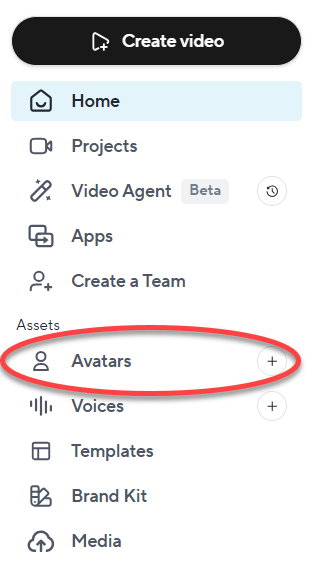 Create video
Home
Projects
Video Agent Beta
Apps
Create a Team
Assets
Avatars
Voices
Templates
Brand Kit
Media